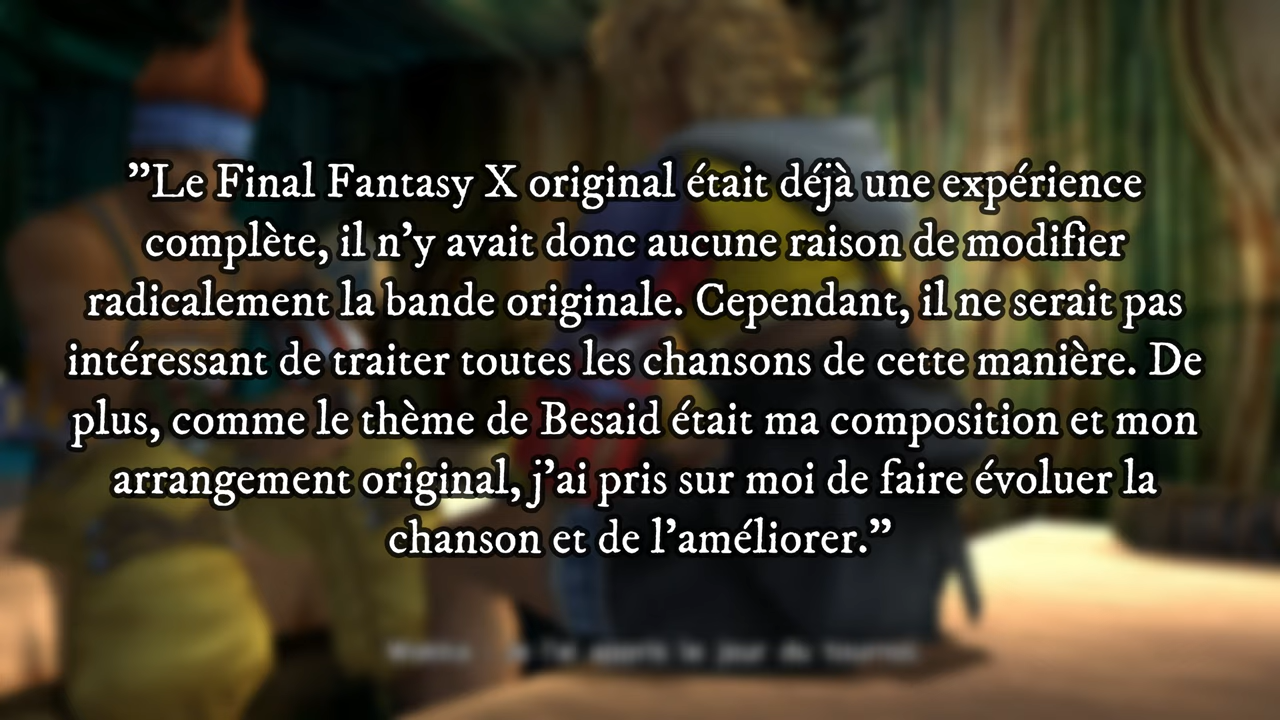 ”Le Final Fantasy X original était déjà une expérience
complète, il n’y avait donc aucune raison de modifier
radicalement la bande originale. Cependant, il ne serait pas
intéressant de traiter toutes les chansons de cette manière. De
plus, comme le thème de Besaid était ma composition et mon
arrangement original, j’ai pris sur moi de faire évoluer la
chanson et de l’améliorer.”
le jour du